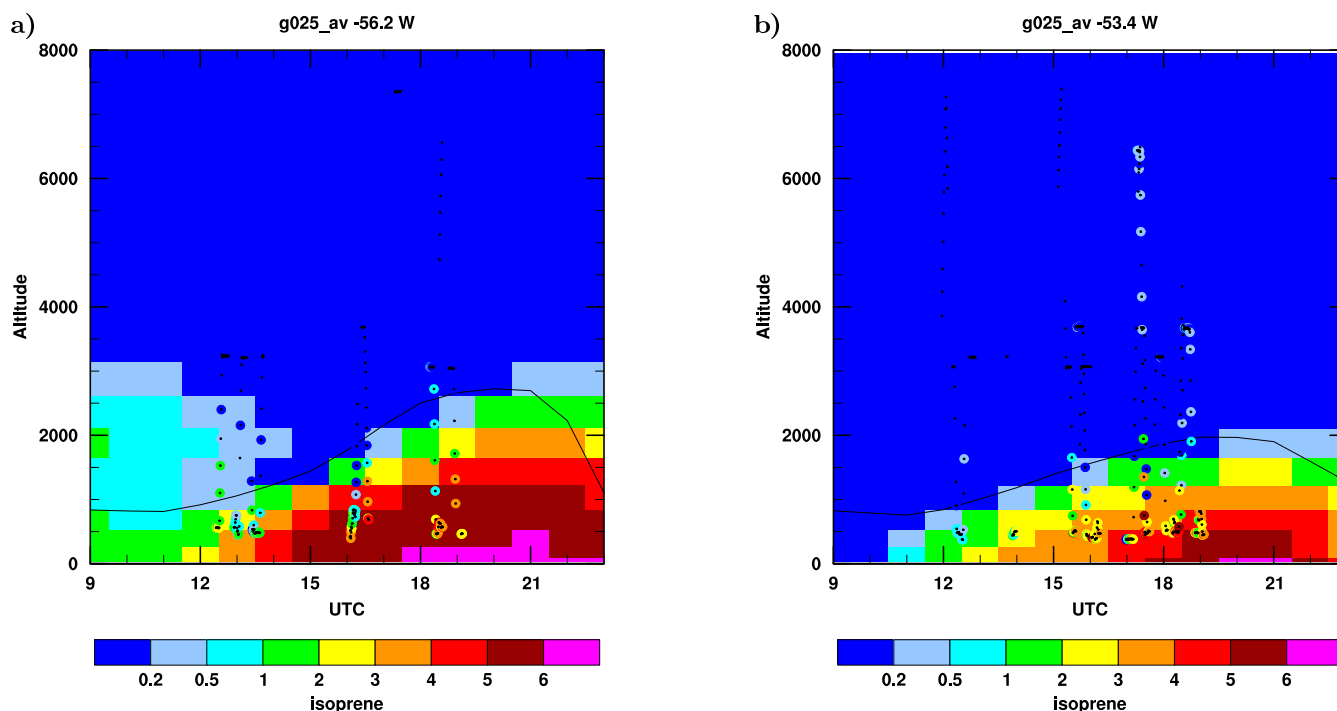 a)
g025_av -56.2 W
8000
6000
4000
2000
0
Altitude
9 12 15 18 21
UTC
0.2 0.5 1 2 3 4 5 6
isoprene
b)
g025_av -53.4 W
8000
6000
4000
2000
0
Altitude
9 12 15 18 21
UTC
0.2 0.5 1 2 3 4 5 6
isoprene